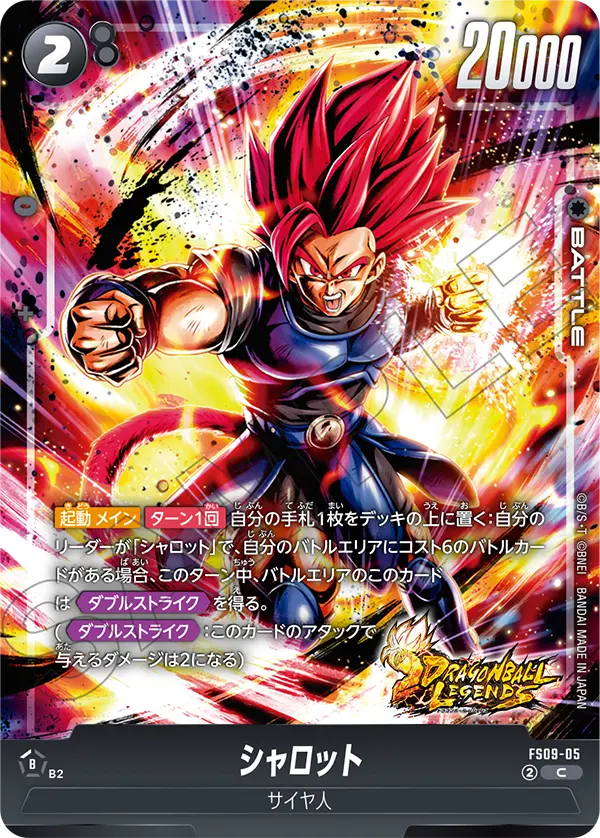 2
20000
BATTLE
起動メイン ターン1回 自分の手札1枚をデッキの上に置く:自分の
リーダーが「シャロット」で、自分のバトルエリアにコスト6のバトルカー
ドがある場合、このターン中、バトルエリアのこのカード
は ダブルストライク を得る。
( ダブルストライク :このカードのアタックで
与えるダメージは2になる)
SAMPLE
©B/S・T ©BNEI BANDAI MADE IN JAPAN
DRAGONBALL
LEGENDS
B
B2
シャロット
サイヤ人
FS09-05
2 C